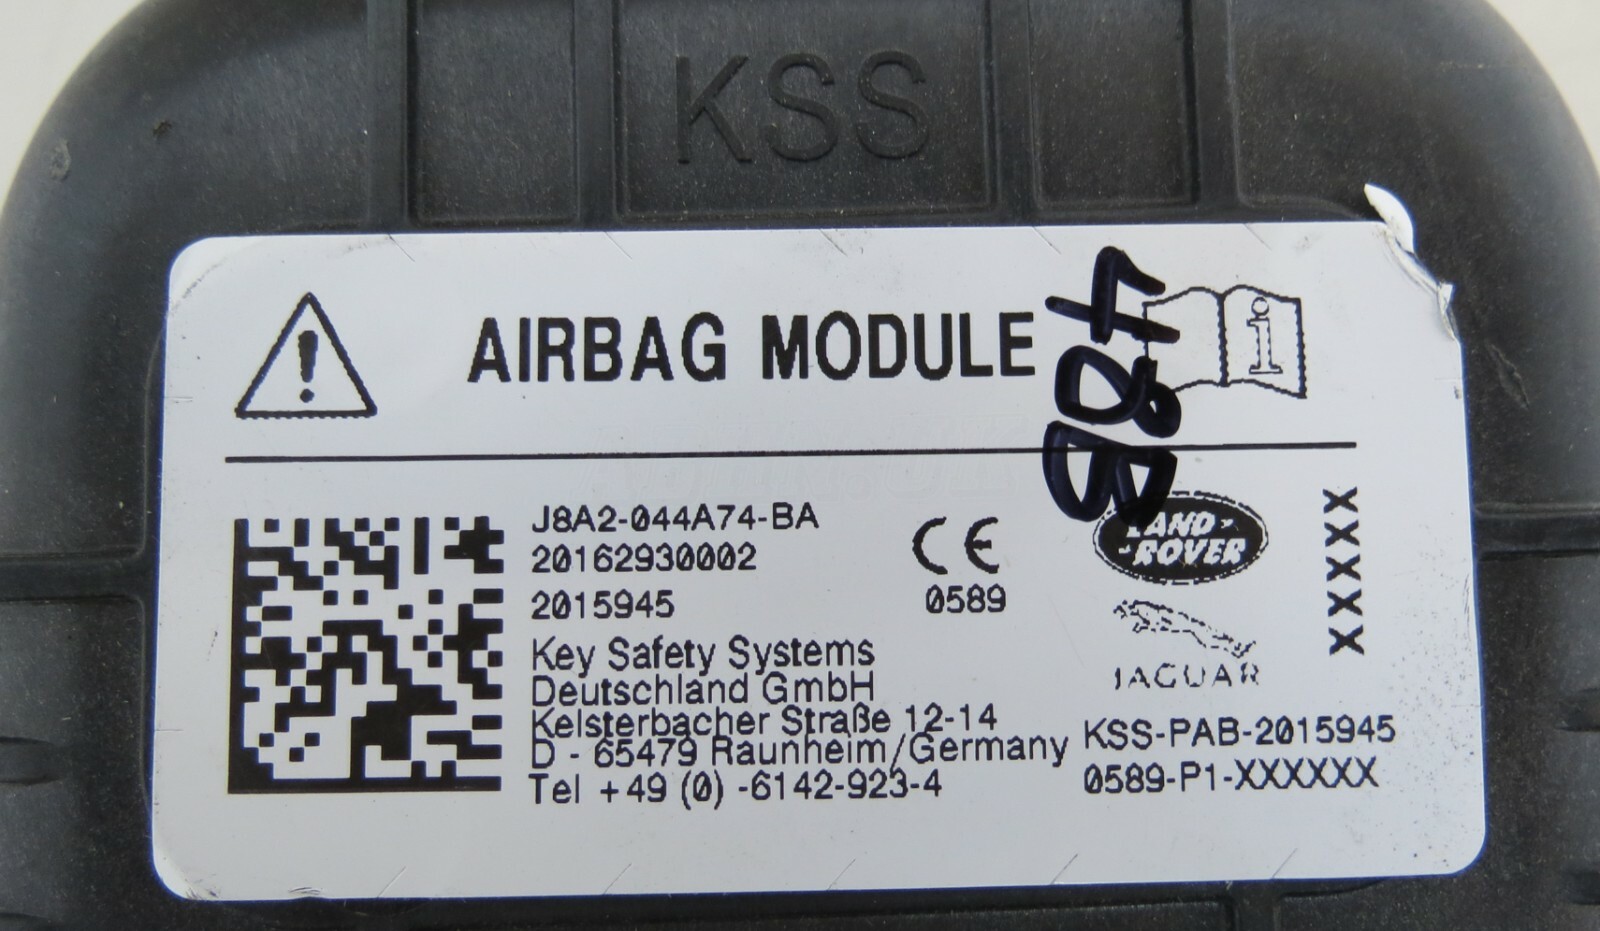 KSS
AIRBAG MODULE
i
J8A2-044A74-BA
20162930002
2015945
Key Safety Systems
Deutschland GmbH
Kelsterbacher Straße 12-14
D - 65479 Raunheim/Germany
Tel +49 (0) -6142-923-4
CE
0589
LAND-
-ROVER
JAGUAR
KSS-PAB-2015945
0589-P1-XXXXXX
XXXXX